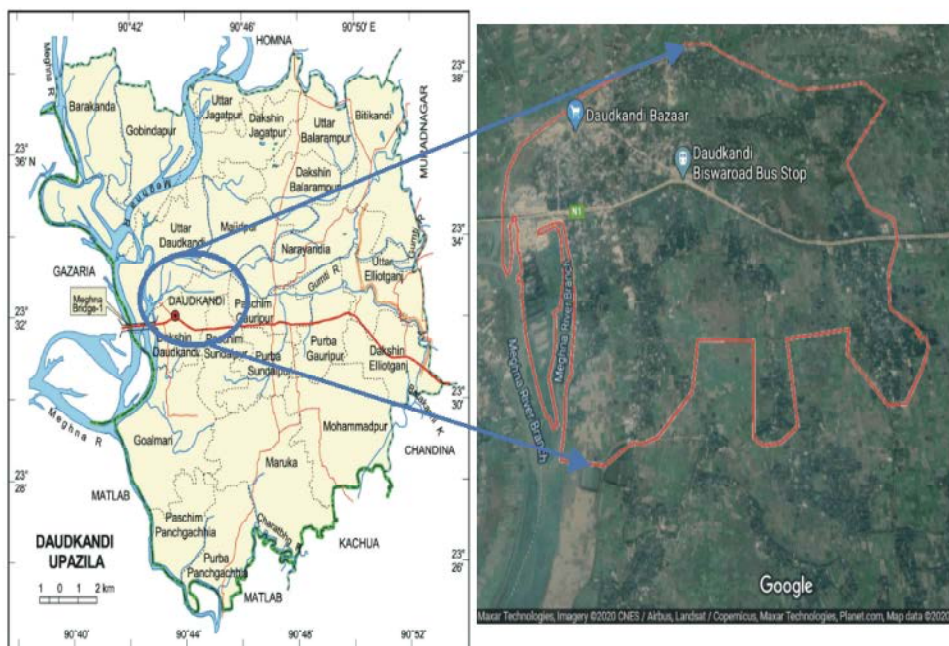 90°42'
90°46'
90°50' E
HOMNA
23°
38'
Meghna R.
Barakanda
Gobindapur
Uttar
Jagatpur
Dakshin
Jagatpur
Uttar
Balarampur
Bitikandi
MURADNAGAR
23°
36' N
Meghna R.
Dakshin
Balarampur
23°
34'
Uttar
Daudkandi
Majidpur
Narayandia
Gumti R.
Gumti R.
Uttar
Elliotganj
GAZARIA
Meghna
Bridge-1
DAUDKANDI
Paschim
Gauripur
23°
32'
Dakshin
Daudkandi
Paschim
Sundalpur
Purba
Sundalpur
Purba
Gauripur
Dakshin
Elliotganj
23°
30'
Meghna R.
Goalmari
Mohammadpur
CHANDINA
Maruka
23°
28'
MATLAB
Paschim
Panchgachhia
KACHUA
DAUDKANDI
UPAZILA
1 0 1 2 km
Purba
Panchgachhia
MATLAB
23°
26'
90°40'
90°44'
90°48'
90°52'
Daudkandi Bazaar
Daudkandi
Biswaroad Bus Stop
N1
Meghna River Branch
Meghna River Branch
Google
Maxar Technologies, Imagery ©2020 CNES / Airbus, Landsat / Copernicus, Maxar Technologies, Planet.com, Map data ©2020